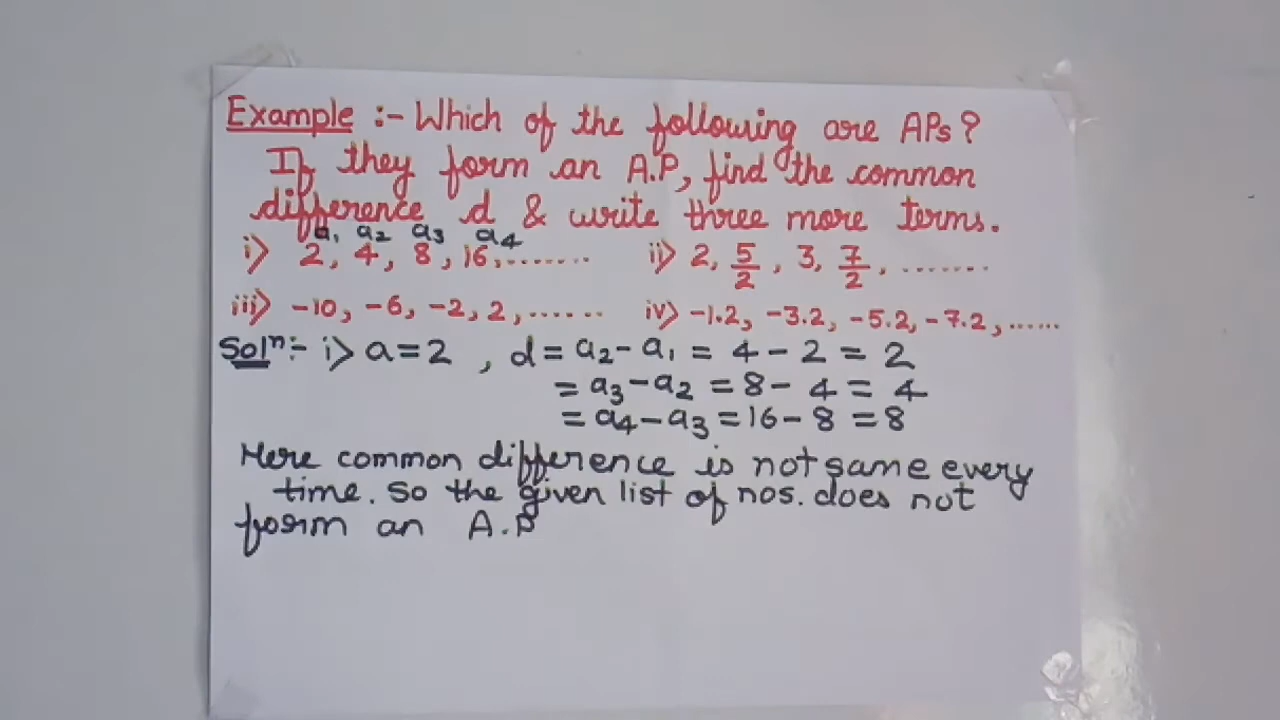 Example :- Which of the following are APs?
If they form an A.P, find the common
difference d & write three more terms.
a₁ a₂ a₃ a₄
i) 2, 4, 8, 16, ....... ii) 2, 5/2, 3, 7/2, .......
iii) -10, -6, -2, 2, ...... iv) -1.2, -3.2, -5.2, -7.2, ......
Solⁿ:- i) a=2 , d = a₂-a₁ = 4-2 = 2
= a₃-a₂ = 8-4 = 4
= a₄-a₃ = 16-8 = 8
Here common difference is not same every
time. So the given list of nos. does not
form an A.P